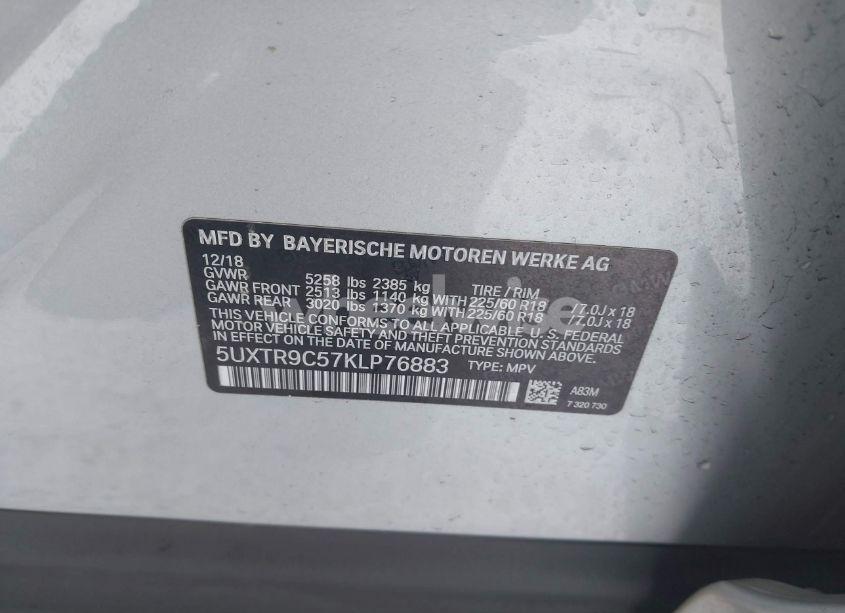 MFD BY BAYERISCHE MOTOREN WERKE AG
12/18 TIRE / RIM
GVWR 5258 lbs 2385 kg
GAWR FRONT 2513 lbs 1140 kg WITH 225/60 R18 /7.0J x 18
GAWR REAR 3020 lbs 1370 kg WITH 225/60 R18 /7.0J x 18
THIS VEHICLE CONFORMS TO ALL APPLICABLE U.S. FEDERAL
MOTOR VEHICLE SAFETY AND THEFT PREVENTION STANDARDS
IN EFFECT ON THE DATE OF MANUFACTURE SHOWN ABOVE.
5UXTR9C57KLP76883 TYPE: MPV
A83M
7 320 730